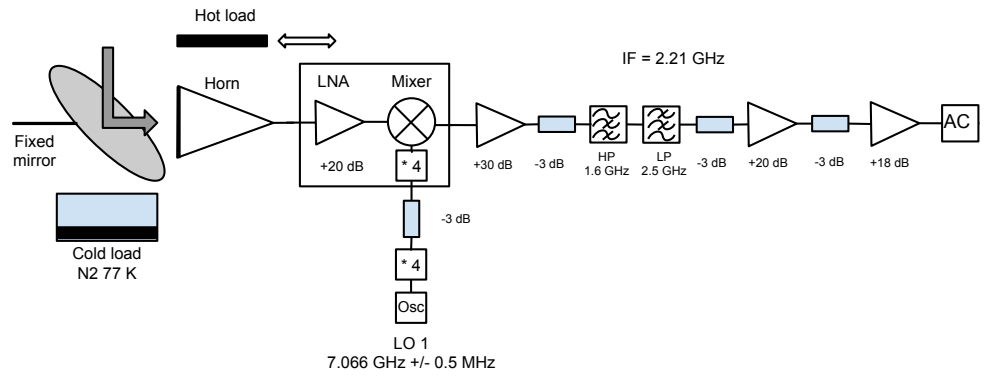 Hot load
IF = 2.21 GHz
LNA
Mixer
Horn
Fixed
mirror
AC
+20 dB
* 4
+30 dB
-3 dB
HP
1.6 GHz
LP
2.5 GHz
-3 dB
+20 dB
-3 dB
+18 dB
-3 dB
Cold load
N2 77 K
* 4
Osc
LO 1
7.066 GHz +/- 0.5 MHz